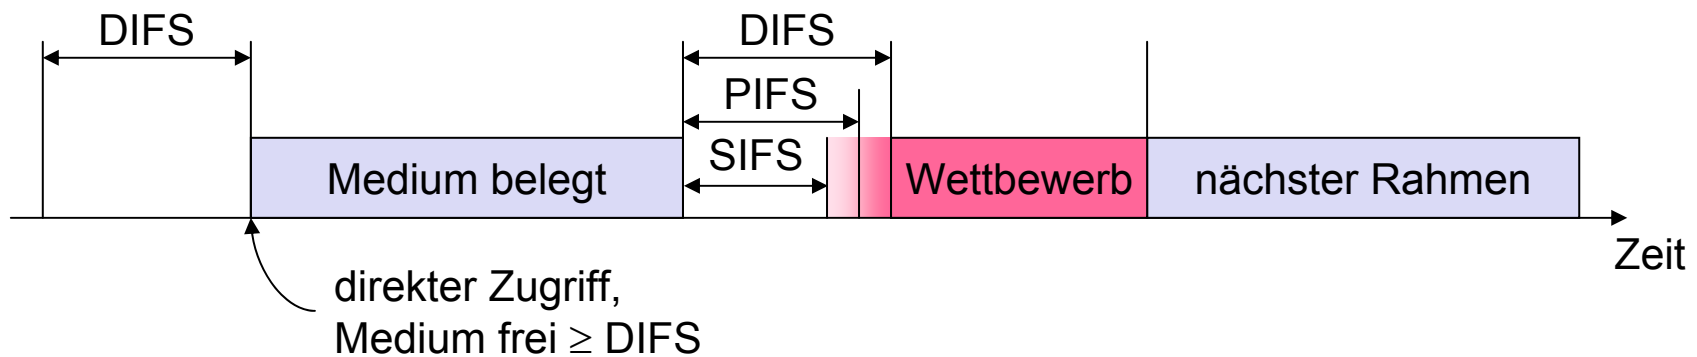 DIFS
DIFS
PIFS
SIFS
Medium belegt
Wettbewerb
nächster Rahmen
Zeit
direkter Zugriff,
Medium frei ≥ DIFS